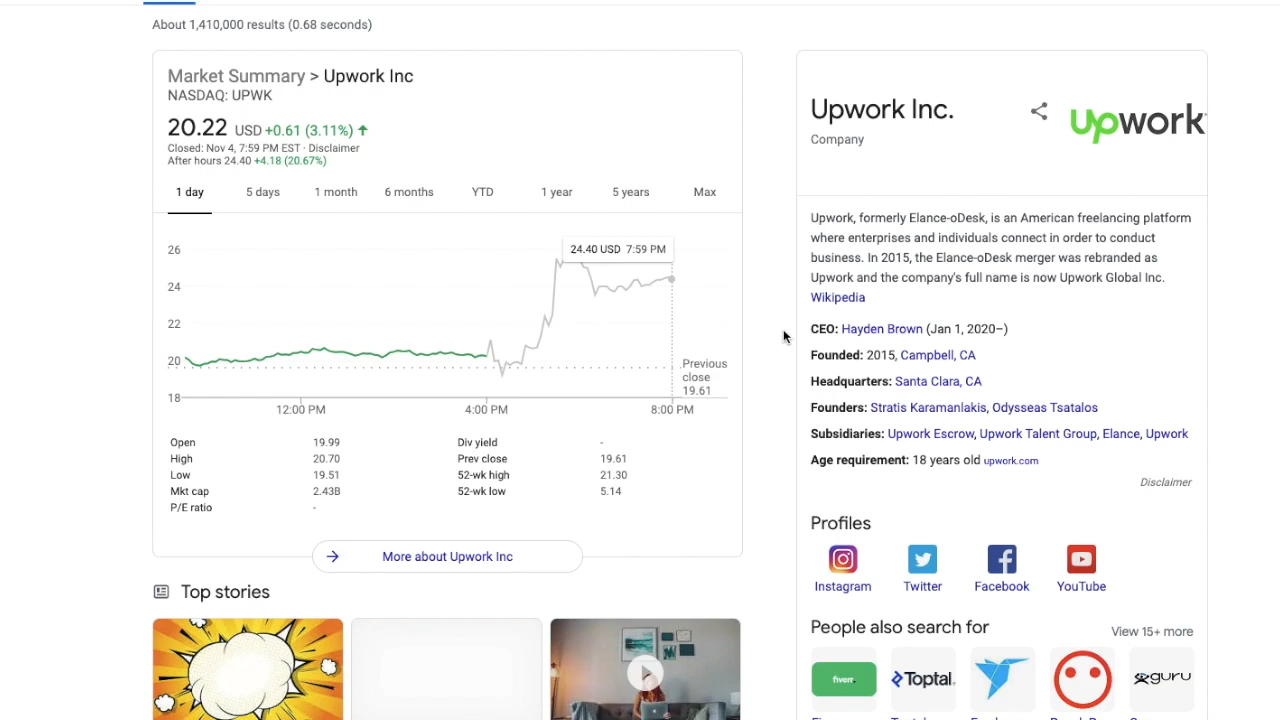 About 1,410,000 results (0.68 seconds)
Market Summary > Upwork Inc
NASDAQ: UPWK
20.22 USD +0.61 (3.11%)
Closed: Nov 4, 7:59 PM EST · Disclaimer
After hours 24.40 +4.18 (20.67%)
1 day 5 days 1 month 6 months YTD 1 year 5 years Max
26
24.40 USD 7:59 PM
24
22
20
18
Previous
close
19.61
12:00 PM 4:00 PM 8:00 PM
Open 19.99 Div yield -
High 20.70 Prev close 19.61
Low 19.51 52-wk high 21.30
Mkt cap 2.43B 52-wk low 5.14
P/E ratio -
More about Upwork Inc
Top stories
Upwork Inc.
Company
upwork
Upwork, formerly Elance-oDesk, is an American freelancing platform
where enterprises and individuals connect in order to conduct
business. In 2015, the Elance-oDesk merger was rebranded as
Upwork and the company's full name is now Upwork Global Inc.
Wikipedia
CEO: Hayden Brown (Jan 1, 2020–)
Founded: 2015, Campbell, CA
Headquarters: Santa Clara, CA
Founders: Stratis Karamanlakis, Odysseas Tsatalos
Subsidiaries: Upwork Escrow, Upwork Talent Group, Elance, Upwork
Age requirement: 18 years old upwork.com
Disclaimer
Profiles
Instagram Twitter Facebook YouTube
People also search for
View 15+ more
fiverr. Toptal guru